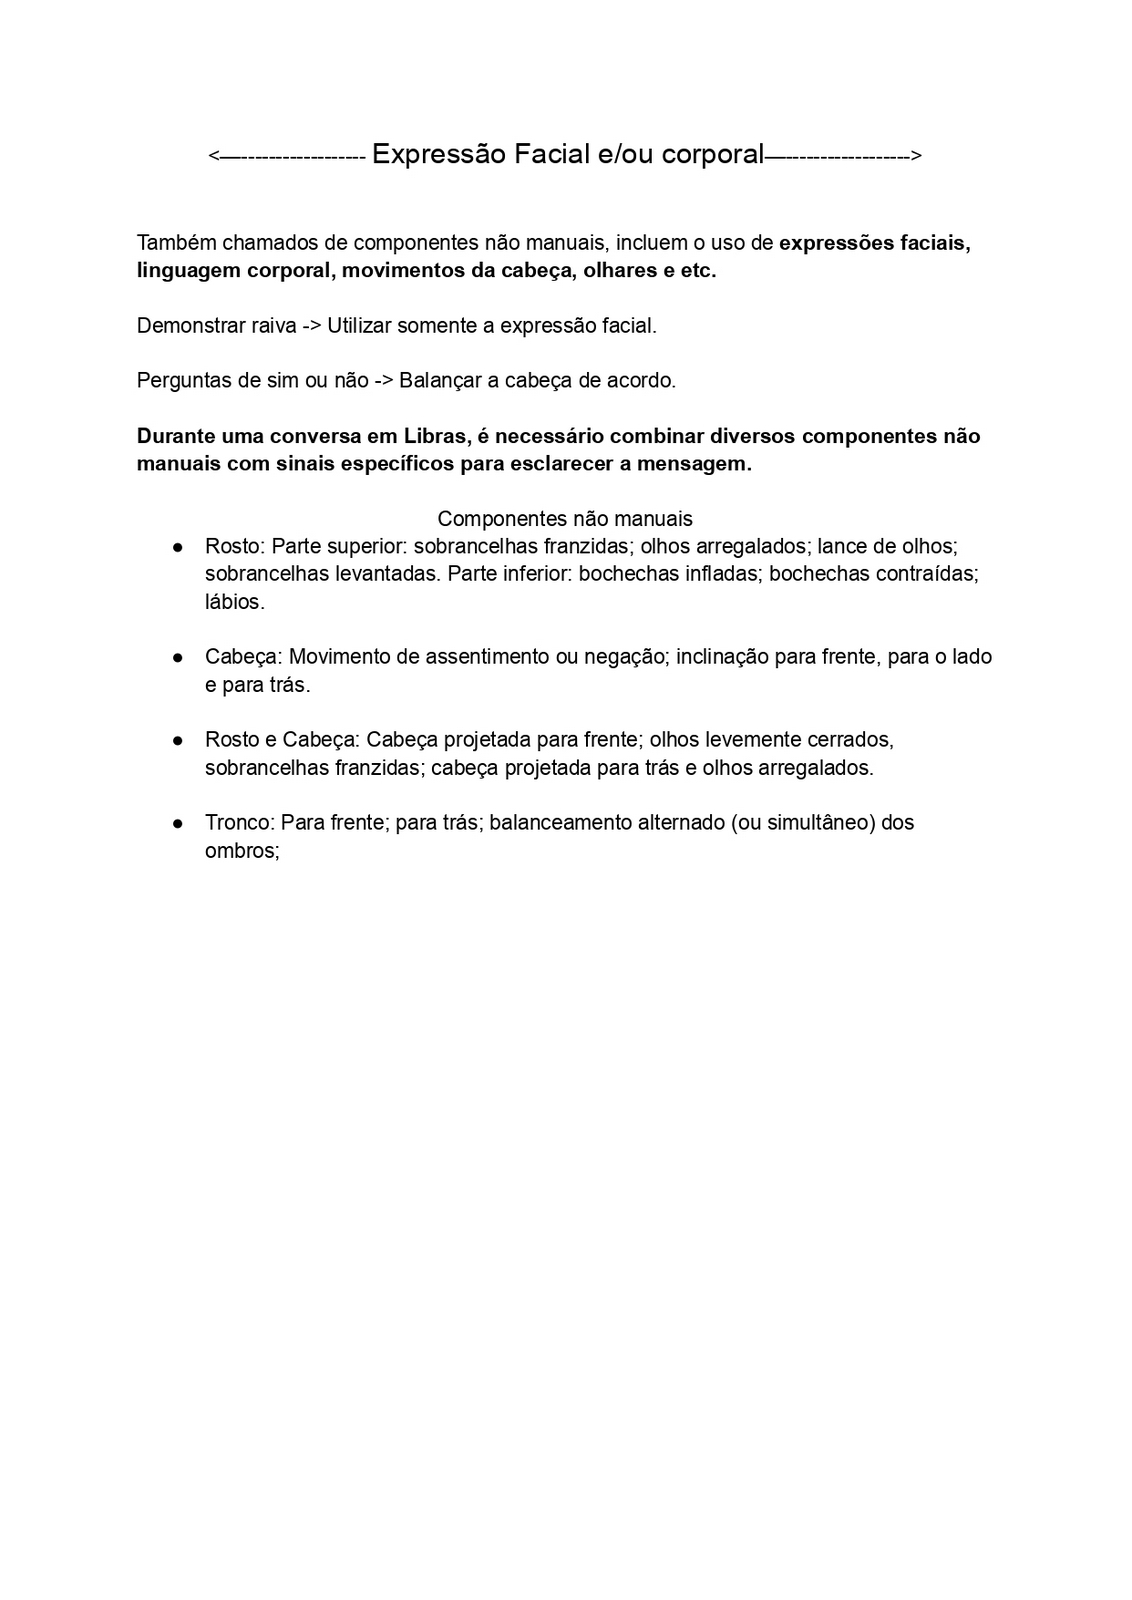 <—------------------- Expressão Facial e/ou corporal—------------------->
Também chamados de componentes não manuais, incluem o uso de expressões faciais,
linguagem corporal, movimentos da cabeça, olhares e etc.
Demonstrar raiva -> Utilizar somente a expressão facial.
Perguntas de sim ou não -> Balançar a cabeça de acordo.
Durante uma conversa em Libras, é necessário combinar diversos componentes não
manuais com sinais específicos para esclarecer a mensagem.
Componentes não manuais
● Rosto: Parte superior: sobrancelhas franzidas; olhos arregalados; lance de olhos;
sobrancelhas levantadas. Parte inferior: bochechas infladas; bochechas contraídas;
lábios.
● Cabeça: Movimento de assentimento ou negação; inclinação para frente, para o lado
e para trás.
● Rosto e Cabeça: Cabeça projetada para frente; olhos levemente cerrados,
sobrancelhas franzidas; cabeça projetada para trás e olhos arregalados.
● Tronco: Para frente; para trás; balanceamento alternado (ou simultâneo) dos
ombros;